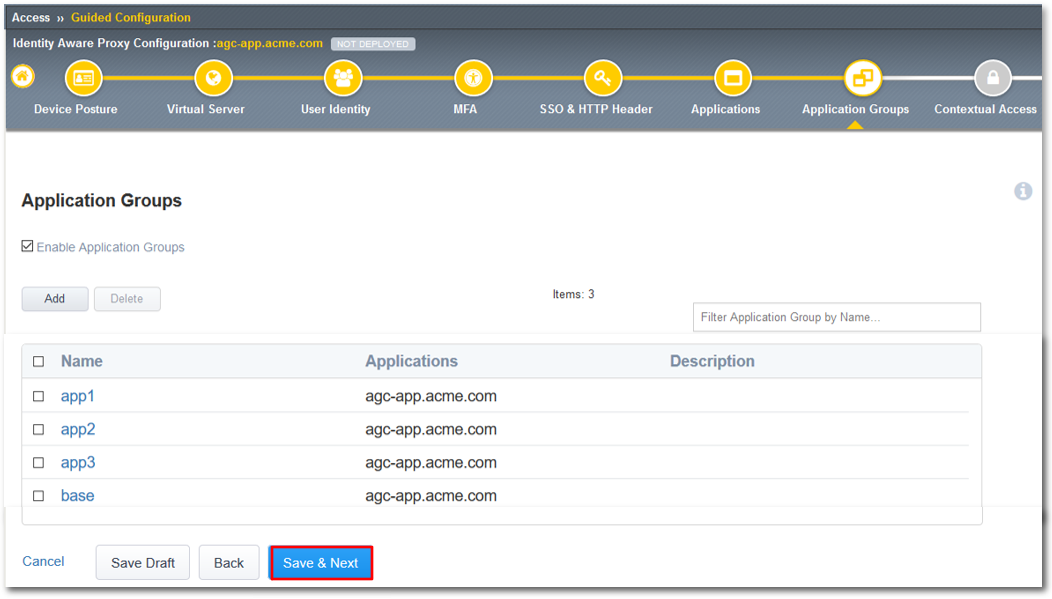 Access » Guided Configuration
Identity Aware Proxy Configuration :agc-app.acme.com NOT DEPLOYED
Device Posture Virtual Server User Identity MFA SSO & HTTP Header Applications Application Groups Contextual Access
Application Groups
Enable Application Groups
Add Delete Items: 3
Filter Application Group by Name...
Name Applications Description
app1 agc-app.acme.com
app2 agc-app.acme.com
app3 agc-app.acme.com
base agc-app.acme.com
Cancel Save Draft Back Save & Next